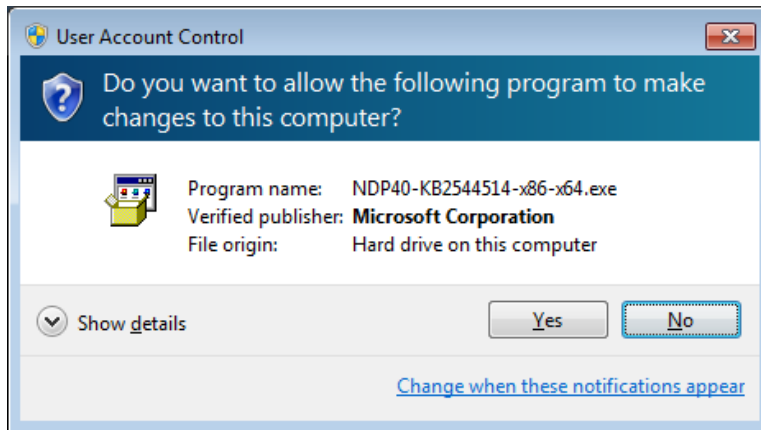 User Account Control
Do you want to allow the following program to make
changes to this computer?
Program name: NDP40-KB2544514-x86-x64.exe
Verified publisher: Microsoft Corporation
File origin: Hard drive on this computer
Show details
Yes
No
Change when these notifications appear